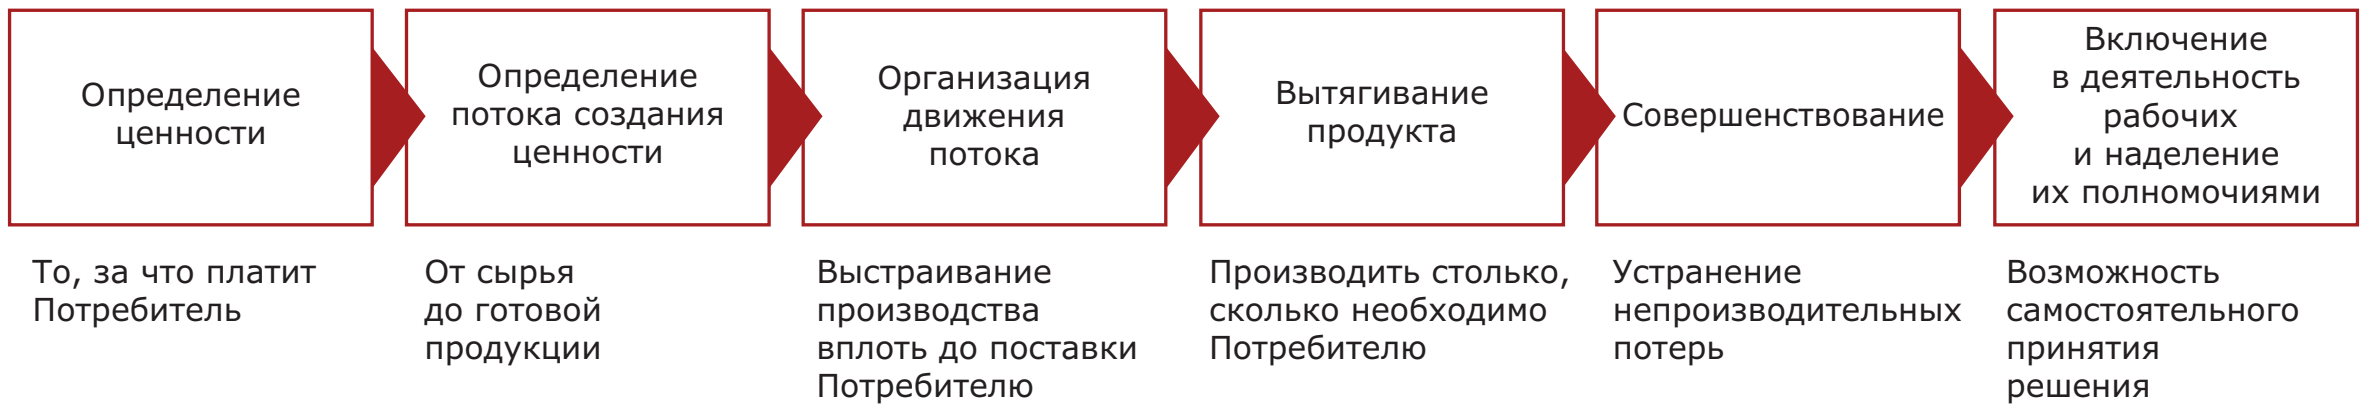 Определение
ценности
Определение
потока создания
ценности
Организация
движения
потока
Вытягивание
продукта
Совершенствование
Включение
в деятельность
рабочих
и наделение
их полномочиями
То, за что платит
Потребитель
От сырья
до готовой
продукции
Выстраивание
производства
вплоть до поставки
Потребителю
Производить столько,
сколько необходимо
Потребителю
Устранение
непроизводительных
потерь
Возможность
самостоятельного
принятия
решения